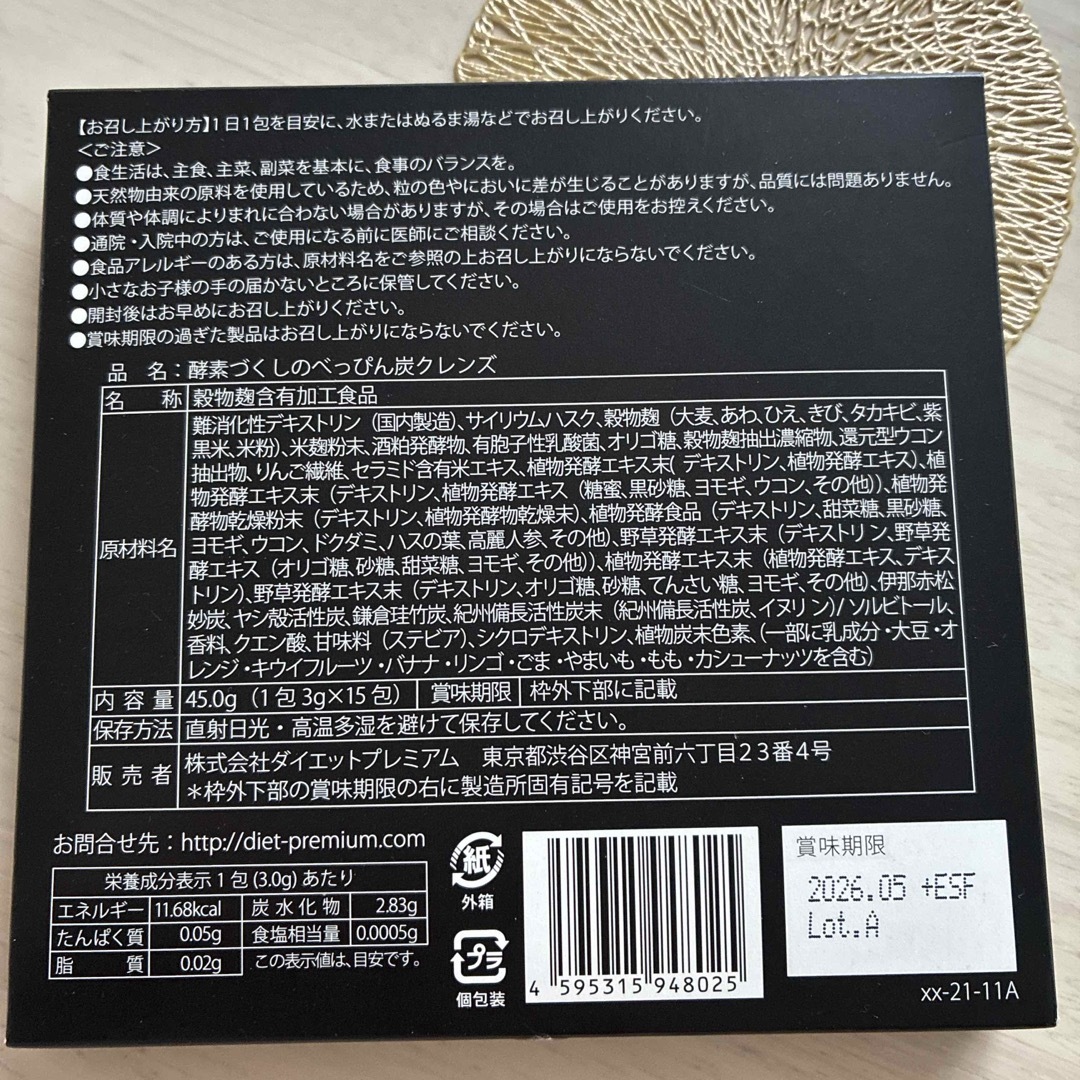 【お召し上がり方】1日1包を目安に、水またはぬるま湯などでお召し上がりください。
＜ご注意＞
●食生活は、主食、主菜、副菜を基本に、食事のバランスを。
●天然物由来の原料を使用しているため、粒の色やにおいに差が生じることがありますが、品質には問題ありません。
●体質や体調によりまれに合わない場合がありますが、その場合はご使用をお控えください。
●通院・入院中の方は、ご使用になる前に医師にご相談ください。
●食品アレルギーのある方は、原材料名をご参照の上お召し上がりにならないでください。
●小さなお子様の手の届かないところに保管してください。
●開封後はお早めにお召し上がりください。
●賞味期限の過ぎた製品はお召し上がりにならないでください。
品 名：酵素づくしのべっぴん炭クレンズ
名 称 穀物麹含有加工食品
原材料名
難消化性デキストリン（国内製造）、サイリウムハスク、穀物麹（大麦、あわ、ひえ、きび、タカキビ、紫
黒米、米粉）、米麹粉末、酒粕発酵物、有胞子性乳酸菌、オリゴ糖、穀物麹抽出濃縮物、還元型ウコン
抽出物、りんご繊維、セラミド含有米エキス、植物発酵エキス末（デキストリン、植物発酵エキス）、植
物発酵エキス末（デキストリン、植物発酵エキス（糖蜜、黒砂糖、ヨモギ、ウコン、その他））、植物発
酵物乾燥粉末（デキストリン、植物発酵物乾燥末）、植物発酵食品（デキストリン、甜菜糖、黒砂糖、
ヨモギ、ウコン、ドクダミ、ハスの葉、高麗人参、その他）、野草発酵エキス末（デキストリン、野草発
酵エキス（オリゴ糖、砂糖、甜菜糖、ヨモギ、その他））、植物発酵エキス末（植物発酵エキス、デキス
トリン）、野草発酵エキス末（デキストリン、オリゴ糖、砂糖、てんさい糖、ヨモギ、その他）、伊那赤松
妙炭、ヤシ殻活性炭、鎌倉珪竹炭、紀州備長活性炭末（紀州備長活性炭、イヌリン）/ソルビトール、
香料、クエン酸、甘味料（ステビア）、シクロデキストリン、植物炭末色素、（一部に乳成分・大豆・オ
レンジ・キウイフルーツ・バナナ・リンゴ・ごま・やまいも・もも・カシューナッツを含む）
内容量 45.0g（1包 3g×15包） 賞味期限 枠外下部に記載
保存方法 直射日光・高温多湿を避けて保存してください。
販売者 株式会社ダイエットプレミアム 東京都渋谷区神宮前六丁目23番4号
＊枠外下部の賞味期限の右に製造所固有記号を記載
お問合せ先：http://diet-premium.com
栄養成分表示 1包(3.0g)あたり
エネルギー 11.68kcal 炭水化物 2.83g
たんぱく質 0.05g 食塩相当量 0.0005g
脂 質 0.02g この表示値は、目安です。
紙
外箱
プラ
個包装
4 595315 948025
賞味期限
2026.05 +ESF
Lot.A
xx-21-11A